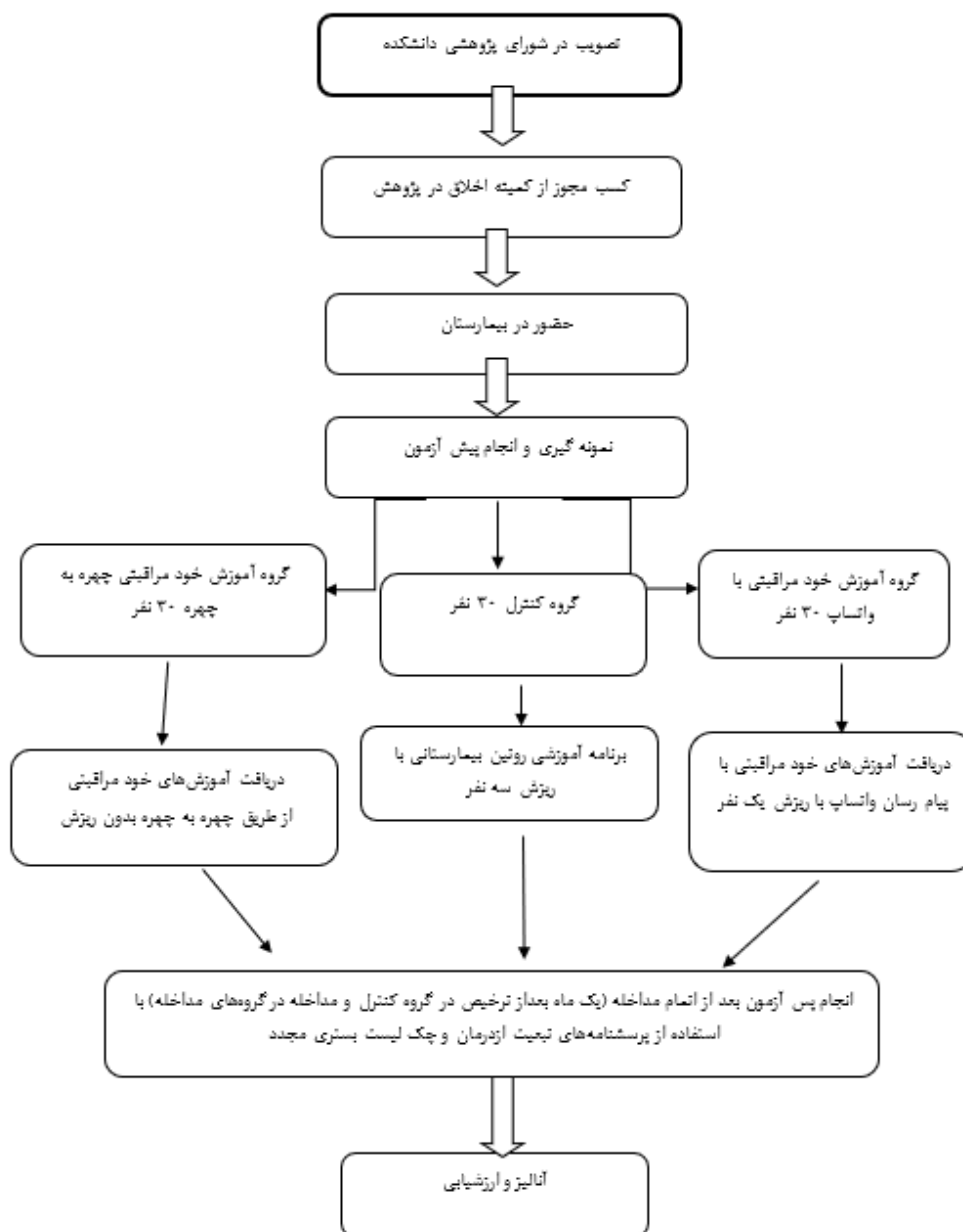 تصویب در شورای پژوهشی دانشکده
کسب مجوز از کمیته اخلاق در پژوهش
حضور در بیمارستان
نمونه گیری و انجام پیش آزمون
گروه آموزش خود مراقبتی با
واتساپ ۳۰ نفر
گروه کنترل ۳۰ نفر
گروه آموزش خود مراقبتی چهره به
چهره ۳۰ نفر
دریافت آموزش‌های خود مراقبتی با
پیام رسان واتساپ با ریزش یک نفر
برنامه آموزشی روتین بیمارستانی با
ریزش سه نفر
دریافت آموزش‌های خود مراقبتی
از طریق چهره به چهره بدون ریزش
انجام پس آزمون بعد از اتمام مداخله (یک ماه بعداز ترخیص در گروه کنترل و مداخله در گروه‌های مداخله) با
استفاده از پرسشنامه‌های تبعیت ازدرمان و چک لیست بستری مجدد
آنالیز و ارزشیابی